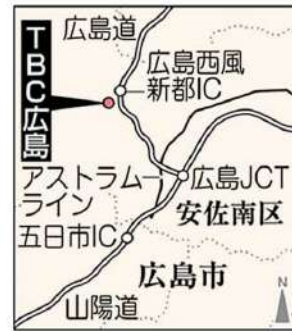 広島道
TBC広島
広島西風
新都IC
アストラム
ライン
広島JCT
安佐南区
五日市IC
広島市
山陽道
N